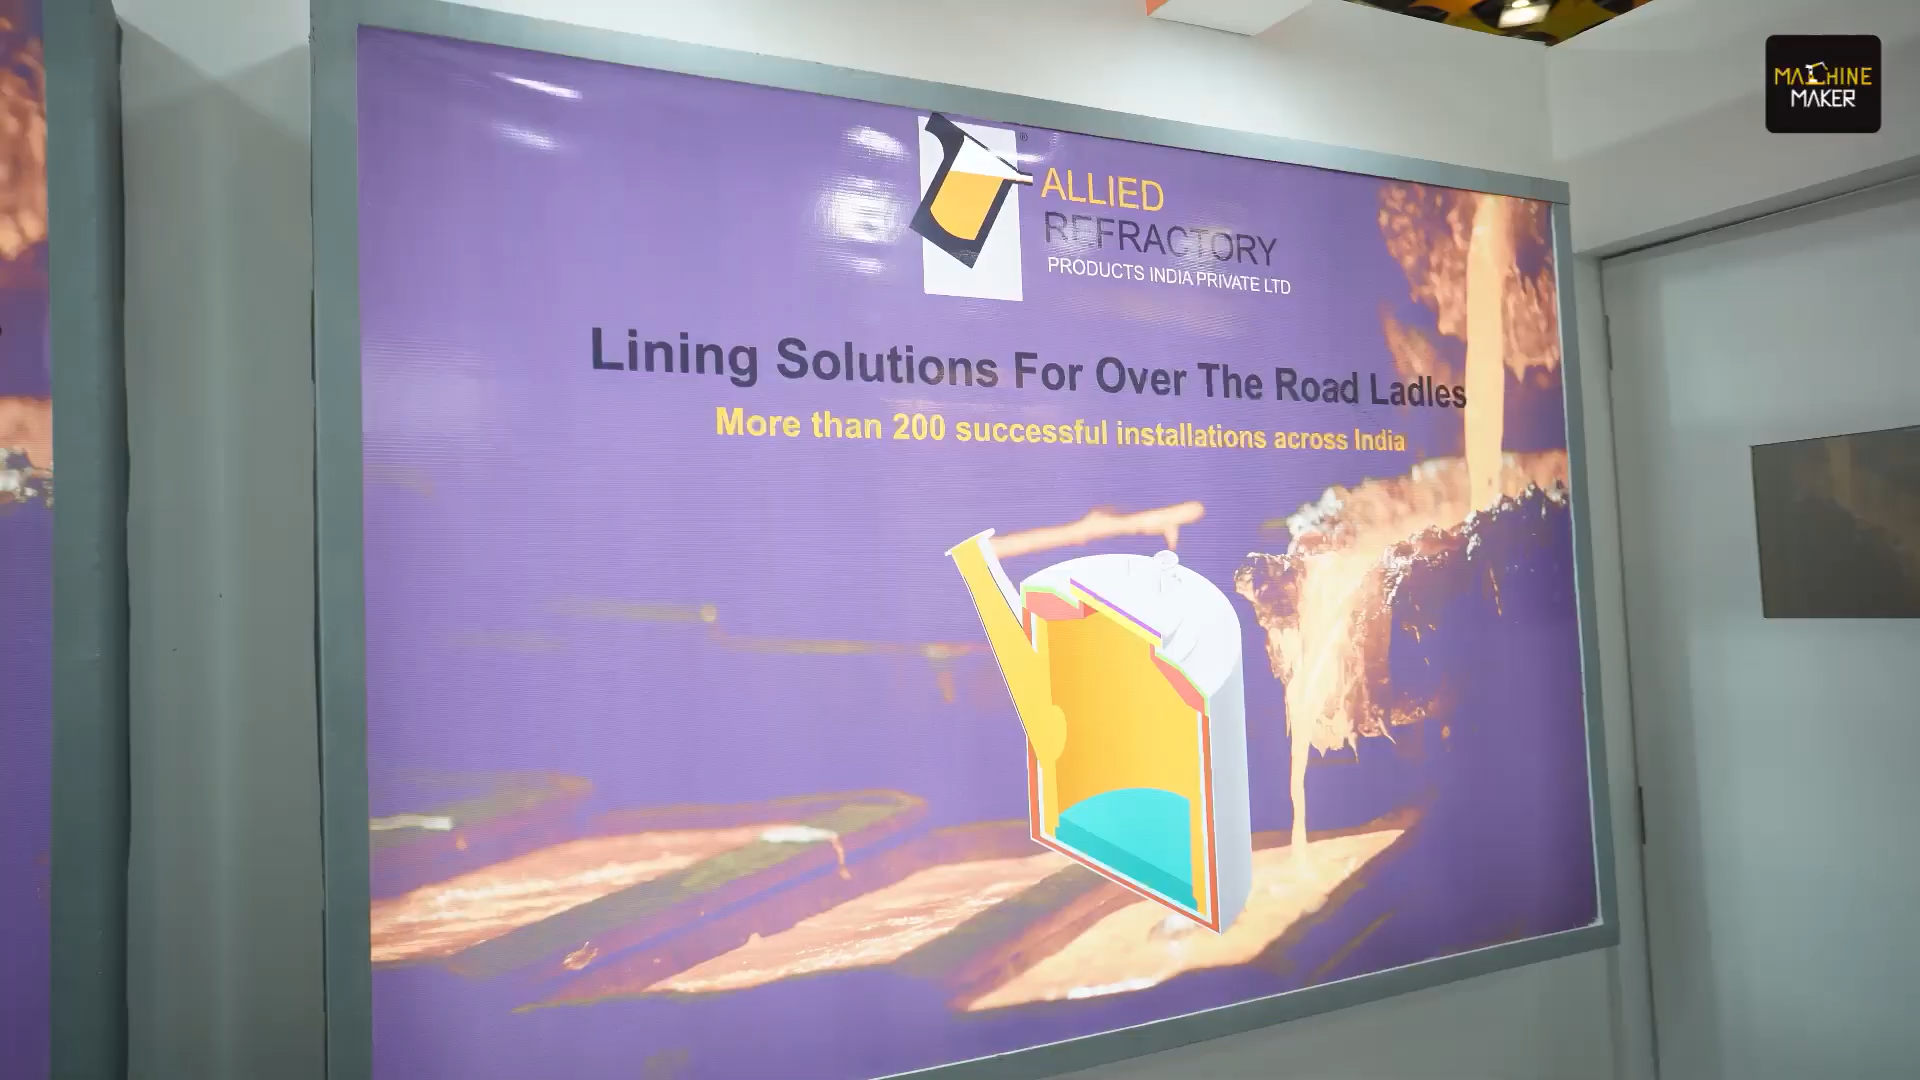 MACHINE
MAKER
®
ALLIED
REFRACTORY
PRODUCTS INDIA PRIVATE LTD
Lining Solutions For Over The Road Ladles
More than 200 successful installations across India